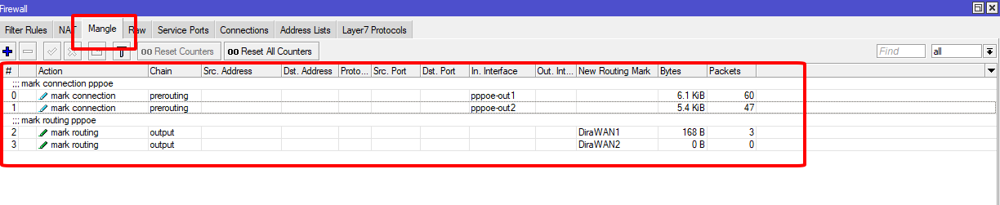 Firewall
Filter Rules NAT Mangle Raw Service Ports Connections Address Lists Layer7 Protocols
00 Reset Counters 00 Reset All Counters Find all
# Action Chain Src. Address Dst. Address Proto... Src. Port Dst. Port In. Interface Out. Int... New Routing Mark Bytes Packets
;;; mark connection pppoe
0 mark connection prerouting pppoe-out1 6.1 KiB 60
1 mark connection prerouting pppoe-out2 5.4 KiB 47
;;; mark routing pppoe
2 mark routing output DiraWAN1 168 B 3
3 mark routing output DiraWAN2 0 B 0